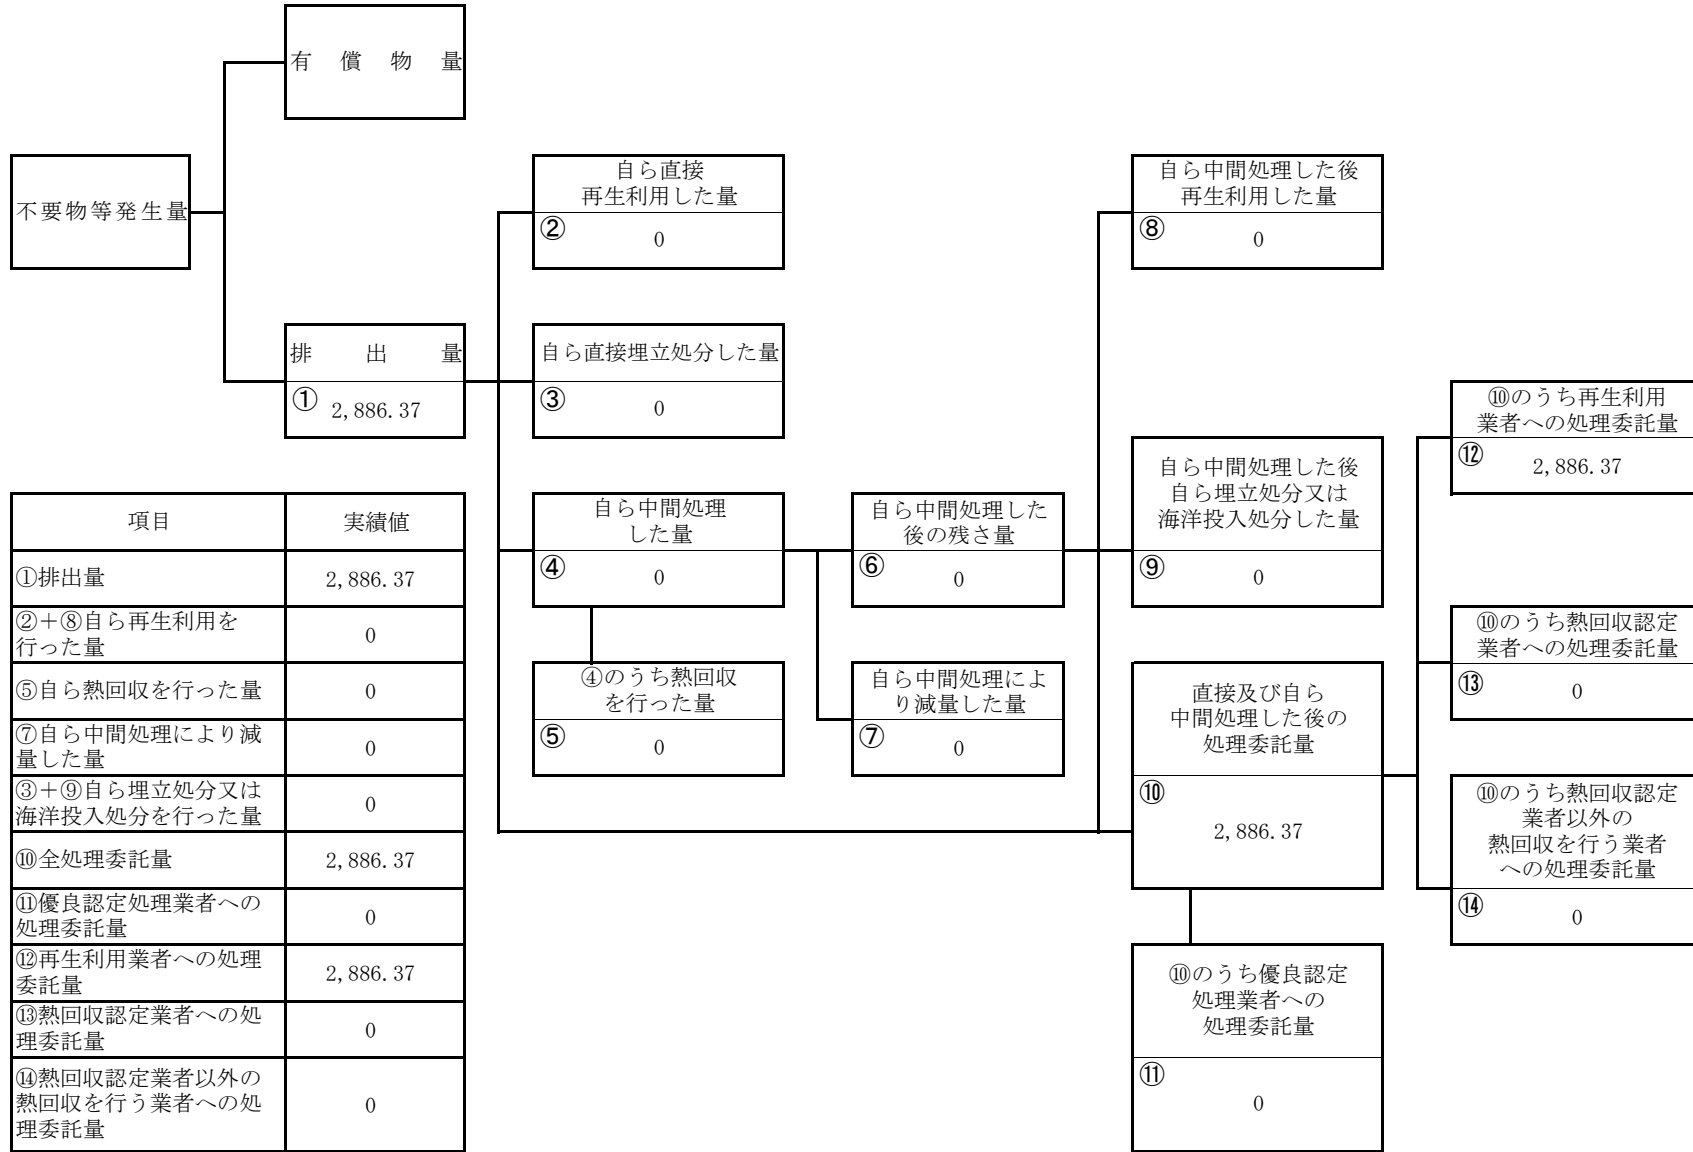 有償物量
不要物等発生量
自ら直接
再生利用した量
②
0
自ら中間処理した後
再生利用した量
⑧
0
排出量
①
2,886.37
自ら直接埋立処分した量
③
0
⑩のうち再生利用
業者への処理委託量
⑫
2,886.37
自ら中間処理
した量
④
0
自ら中間処理した
後の残さ量
⑥
0
自ら中間処理した後
自ら埋立処分又は
海洋投入処分した量
⑨
0
④のうち熱回収
を行った量
⑤
0
自ら中間処理によ
り減量した量
⑦
0
直接及び自ら
中間処理した後の
処理委託量
⑩
2,886.37
⑩のうち熱回収認定
業者への処理委託量
⑬
0
⑩のうち熱回収認定
業者以外の
熱回収を行う業者
への処理委託量
⑭
0
⑩のうち優良認定
処理業者への
処理委託量
⑪
0
項目 実績値
①排出量 2,886.37
②+⑧自ら再生利用を
行った量 0
⑤自ら熱回収を行った量 0
⑦自ら中間処理により減
量した量 0
③+⑨自ら埋立処分又は
海洋投入処分を行った量 0
⑩全処理委託量 2,886.37
⑪優良認定処理業者への
処理委託量 0
⑫再生利用業者への処理
委託量 2,886.37
⑬熱回収認定業者への処
理委託量 0
⑭熱回収認定業者以外の
熱回収を行う業者への処
理委託量 0